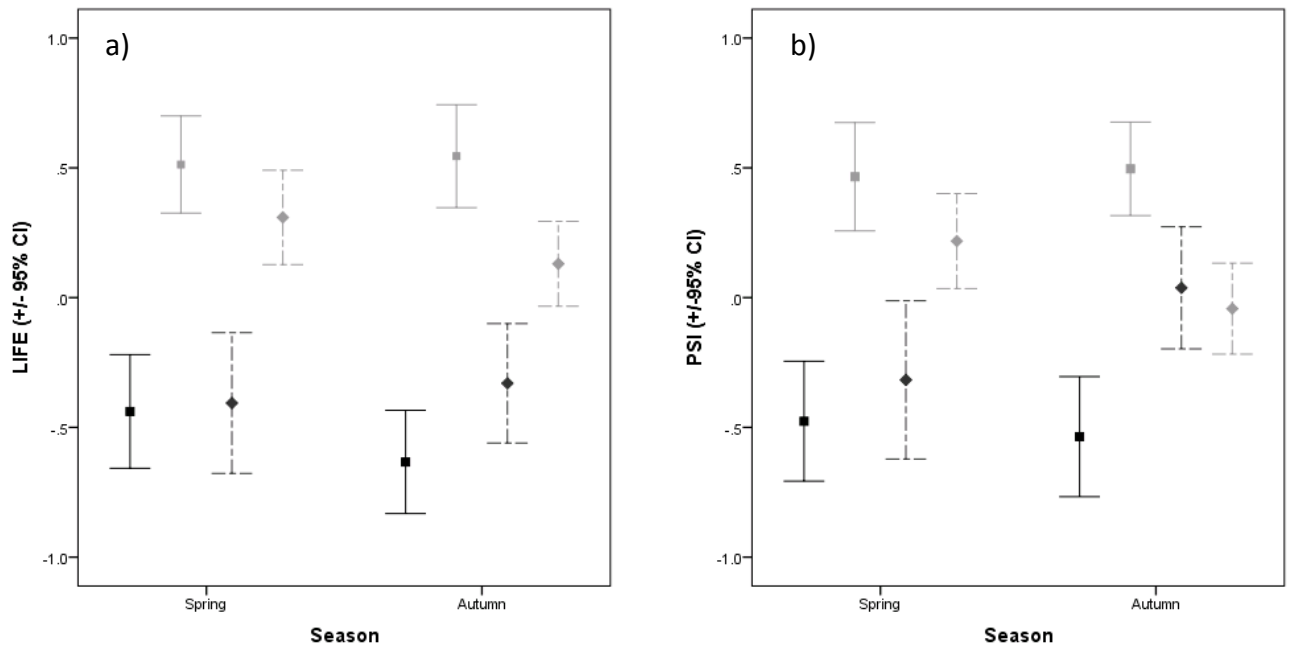 a)
1.0
.5
.0
-.5
-1.0
LIFE (+/- 95% CI)
Spring
Autumn
Season
b)
1.0
.5
.0
-.5
-1.0
PSI (+/-95% CI)
Spring
Autumn
Season